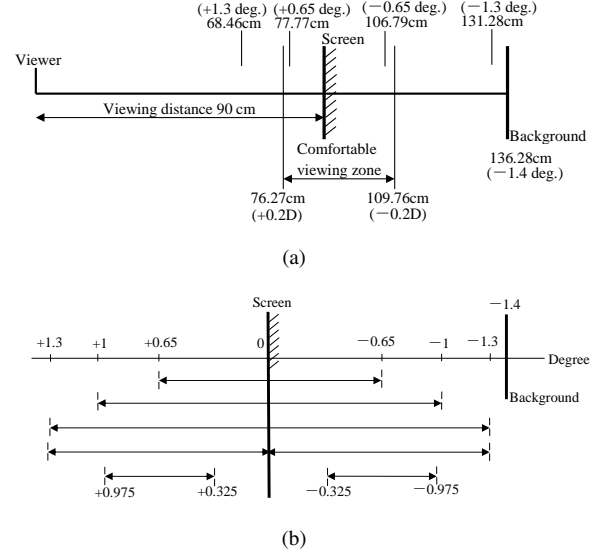 (+1.3 deg.) (+0.65 deg.) (−0.65 deg.) (−1.3 deg.)
68.46cm 77.77cm 106.79cm 131.28cm
Screen
Viewer
Viewing distance 90 cm
Background
Comfortable
viewing zone
136.28cm
(−1.4 deg.)
76.27cm 109.76cm
(+0.2D) (−0.2D)
(a)
Screen −1.4
+1.3 +1 +0.65 0 −0.65 −1 −1.3
Degree
Background
+0.975 +0.325 −0.325 −0.975
(b)